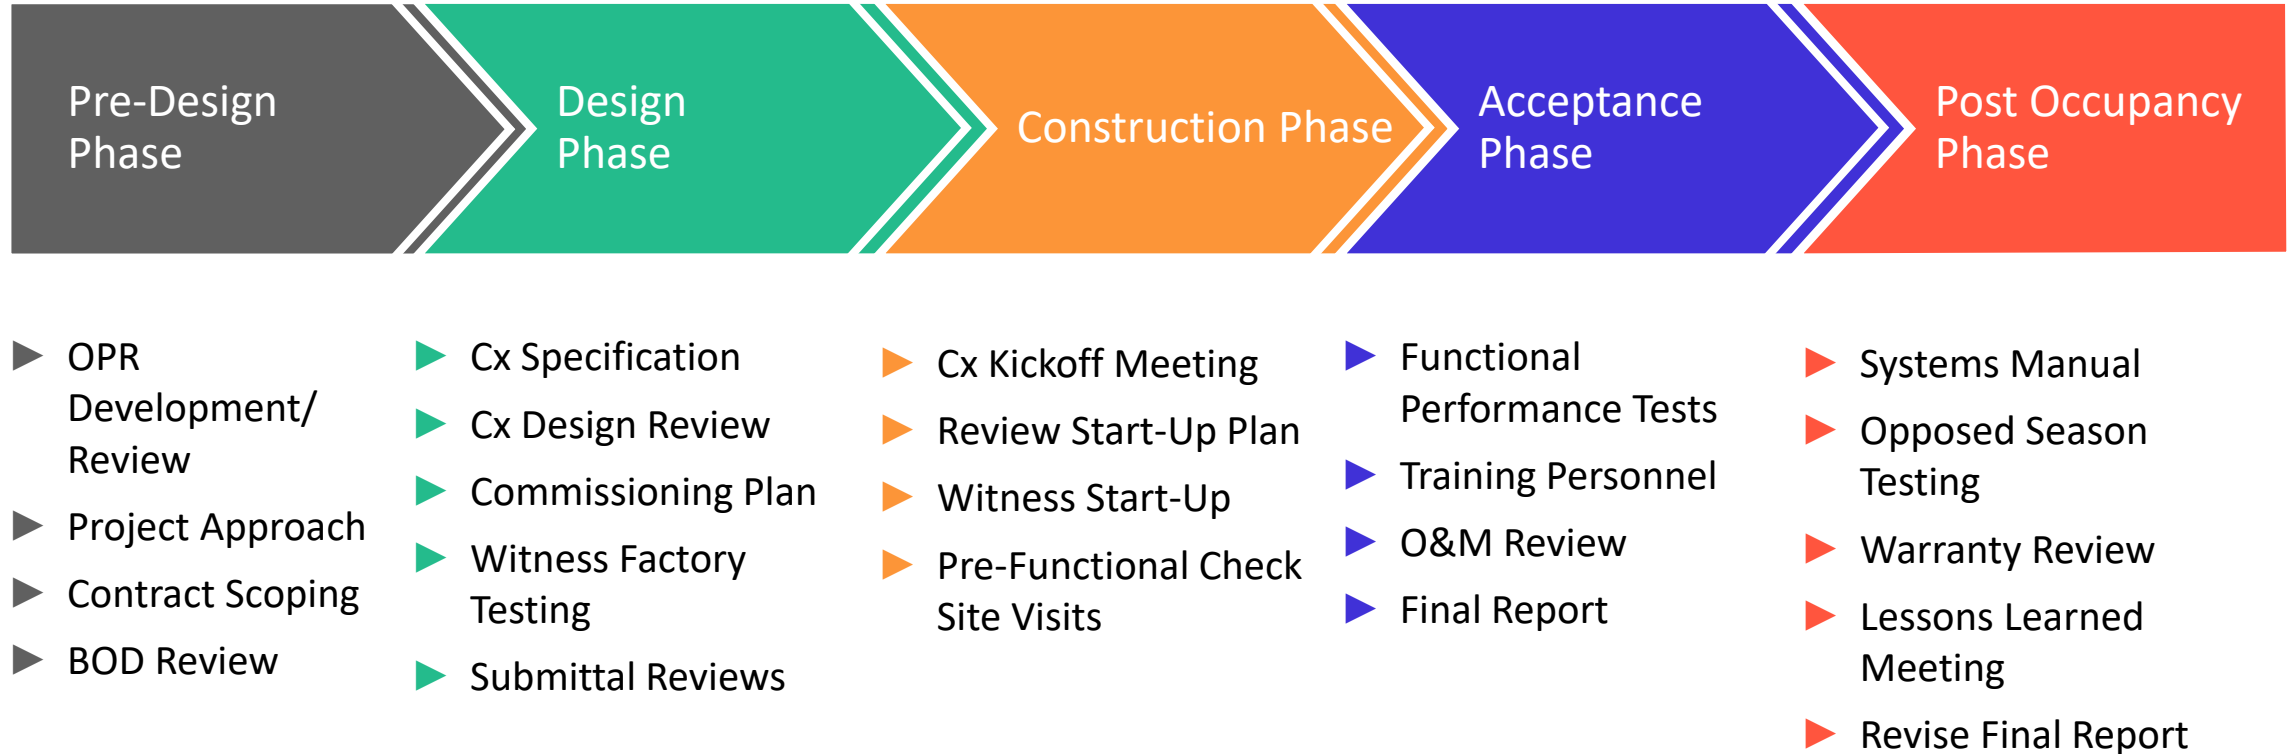 Pre-Design
Phase
Design
Phase
Construction Phase
Acceptance
Phase
Post Occupancy
Phase
OPR
Development/
Review
Project Approach
Contract Scoping
BOD Review
Cx Specification
Cx Design Review
Commissioning Plan
Witness Factory
Testing
Submittal Reviews
Cx Kickoff Meeting
Review Start-Up Plan
Witness Start-Up
Pre-Functional Check
Site Visits
Functional
Performance Tests
Training Personnel
O&M Review
Final Report
Systems Manual
Opposed Season
Testing
Warranty Review
Lessons Learned
Meeting
Revise Final Report